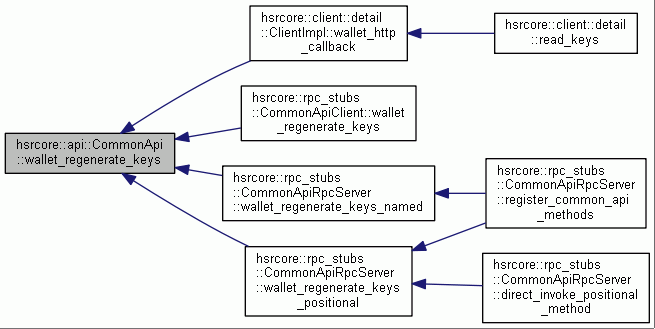 hsrcore::client::detail
::ClientImpl::wallet_http
_callback
hsrcore::client::detail
::read_keys
hsrcore::rpc_stubs
::CommonApiClient::wallet
_regenerate_keys
hsrcore::api::CommonApi
::wallet_regenerate_keys
hsrcore::rpc_stubs
::CommonApiRpcServer
::wallet_regenerate_keys_named
hsrcore::rpc_stubs
::CommonApiRpcServer
::register_common_api
_methods
hsrcore::rpc_stubs
::CommonApiRpcServer
::wallet_regenerate_keys
_positional
hsrcore::rpc_stubs
::CommonApiRpcServer
::direct_invoke_positional
_method